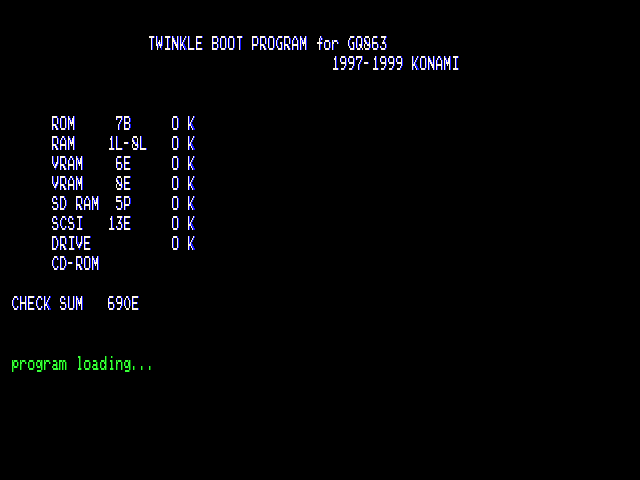 TWINKLE BOOT PROGRAM for GQ863
1997-1999 KONAMI
ROM 7B O K
RAM 1L-8L O K
VRAM 6E O K
VRAM 8E O K
SD RAM 5P O K
SCSI 13E O K
DRIVE O K
CD-ROM
CHECK SUM 690E
program loading...